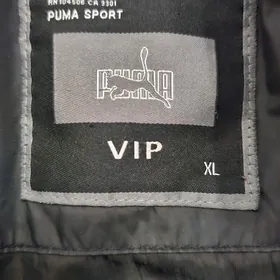 RN104506 CA 3301
PUMA SPORT
PUMA
VIP
XL